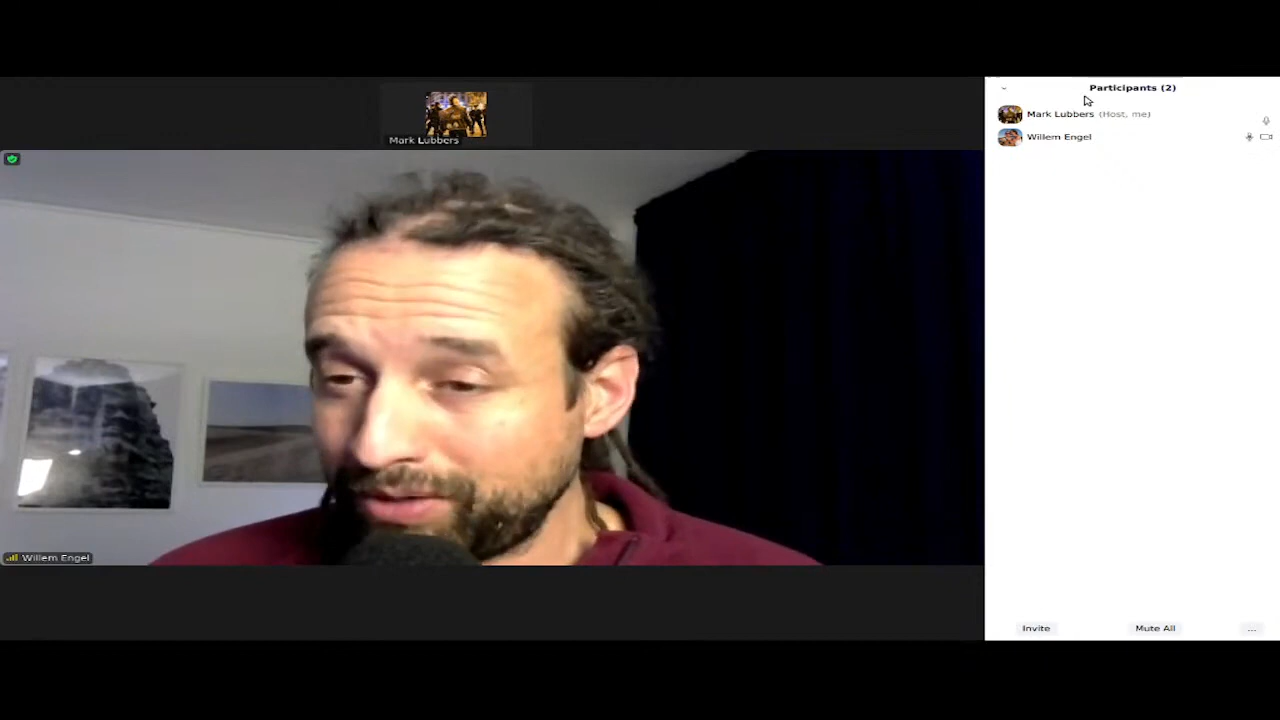 Participants (2)
Mark Lubbers (Host, me)
Willem Engel
Mark Lubbers
Willem Engel
Invite
Mute All
...